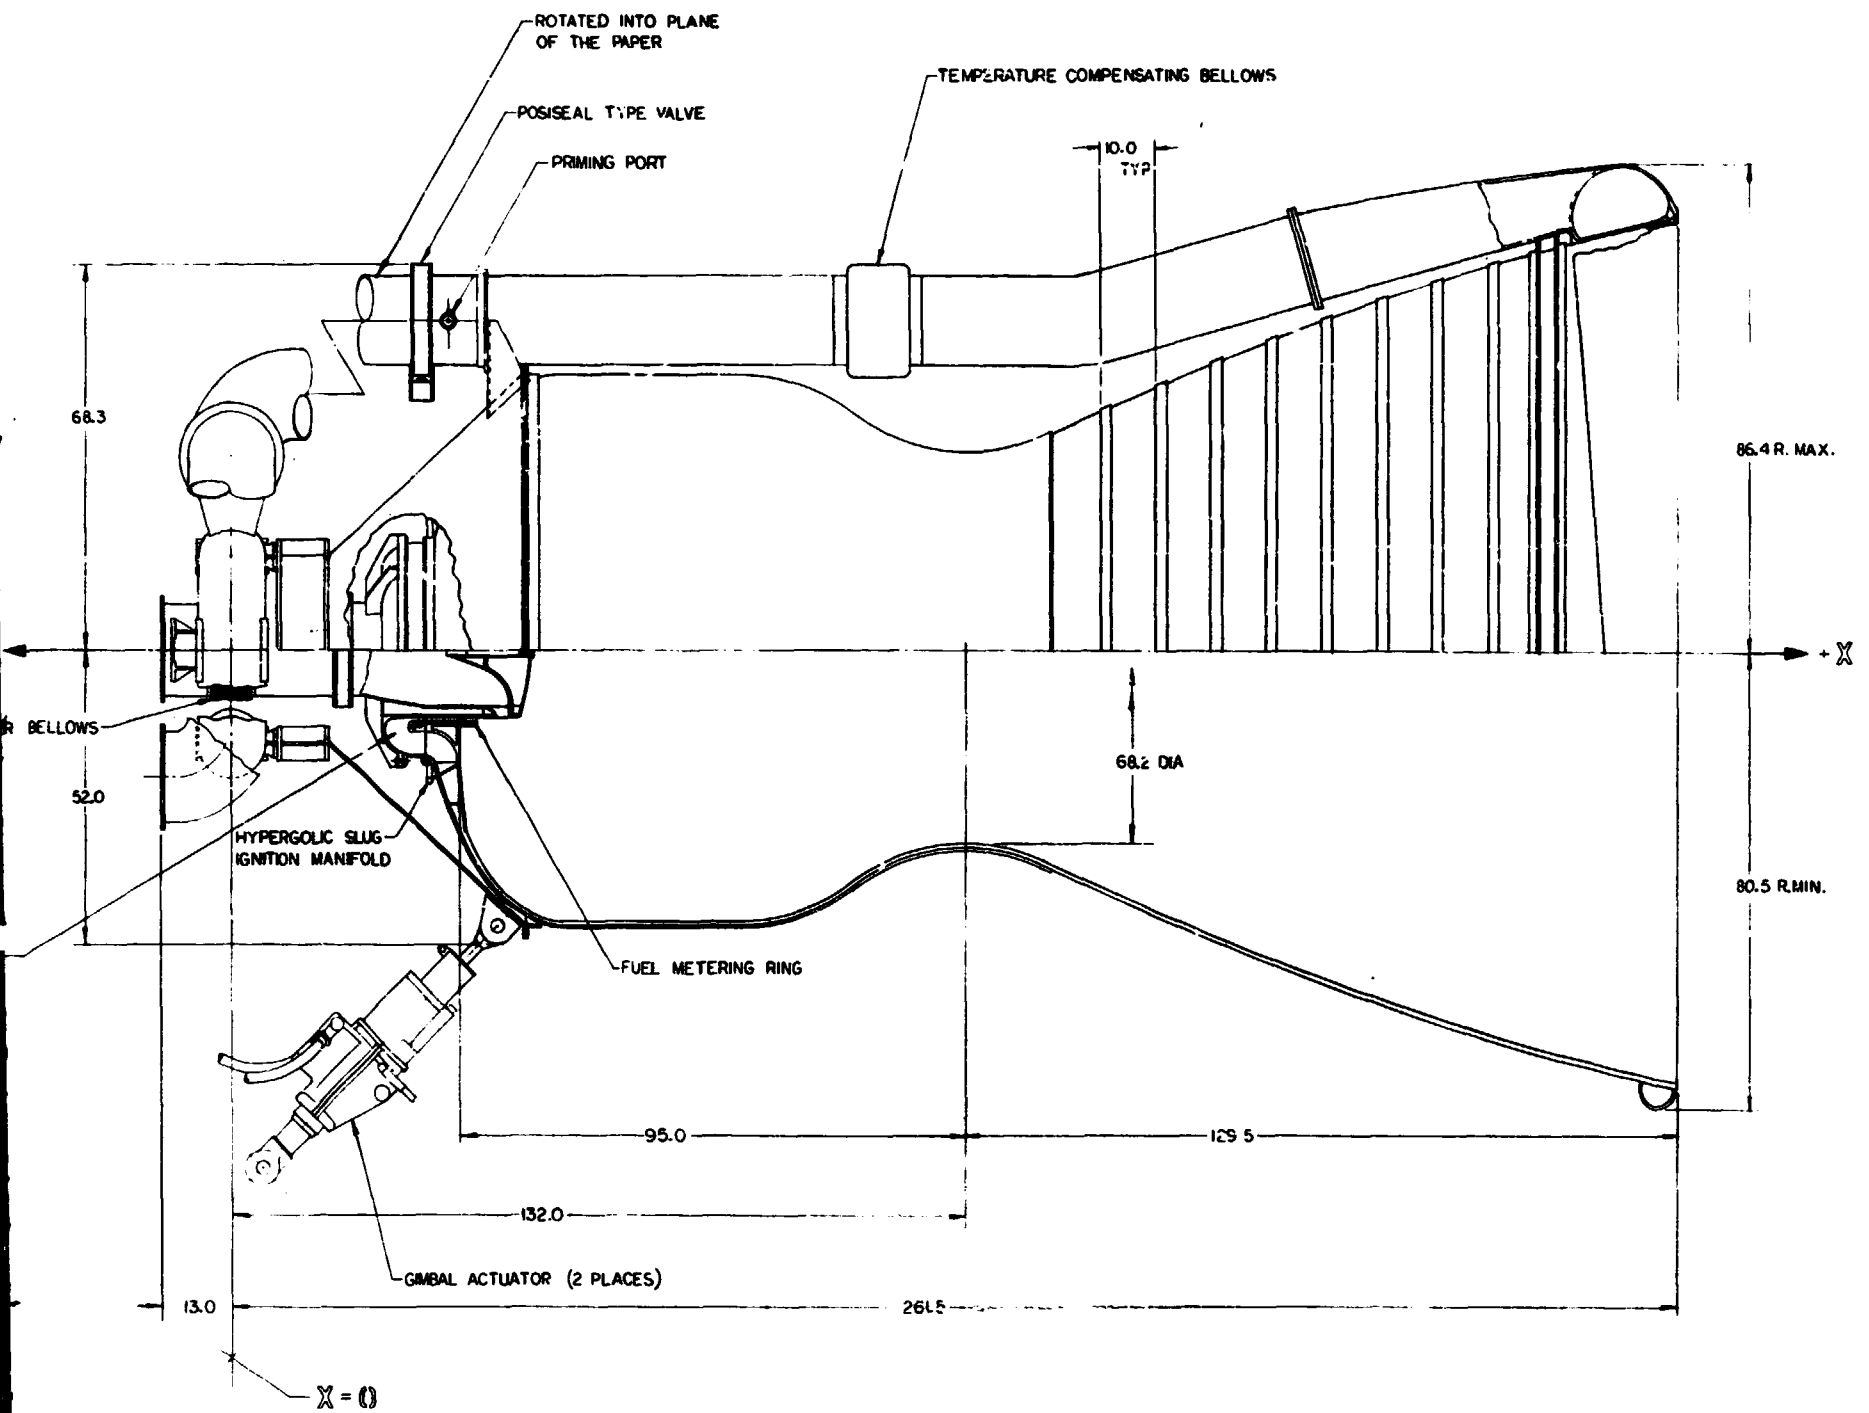 ROTATED INTO PLANE
OF THE PAPER
TEMPERATURE COMPENSATING BELLOWS
POSISEAL TYPE VALVE
PRIMING PORT
10.0
TYP
68.3
86.4 R. MAX.
+ X
R BELLOWS
68.2 DIA
52.0
HYPERGOLIC SLUG
IGNITION MANIFOLD
80.5 R.MIN.
FUEL METERING RING
95.0
129.5
132.0
GIMBAL ACTUATOR (2 PLACES)
13.0
261.5
X = 0